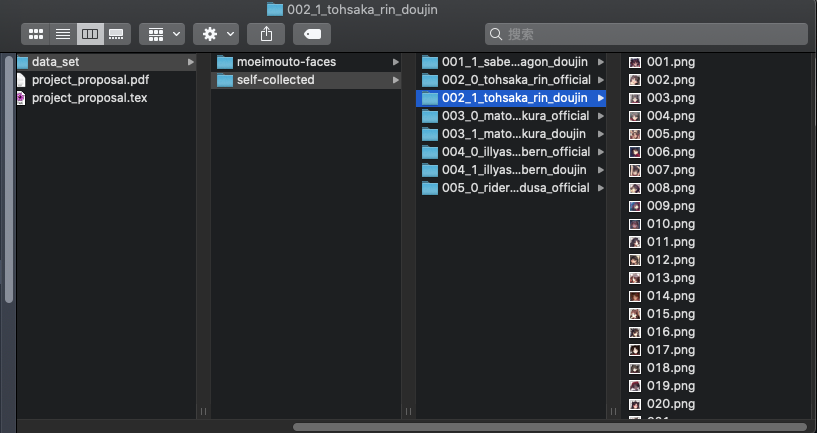 002_1_tohsaka_rin_doujin
搜索
data_set
project_proposal.pdf
project_proposal.tex
moeimouto-faces
self-collected
001_1_sabe...agon_doujin
002_0_tohsaka_rin_official
002_1_tohsaka_rin_doujin
003_0_mato...kura_official
003_1_mato...kura_doujin
004_0_illyas...bern_official
004_1_illyas...bern_doujin
005_0_rider...dusa_official
001.png
002.png
003.png
004.png
005.png
006.png
007.png
008.png
009.png
010.png
011.png
012.png
013.png
014.png
015.png
016.png
017.png
018.png
019.png
020.png